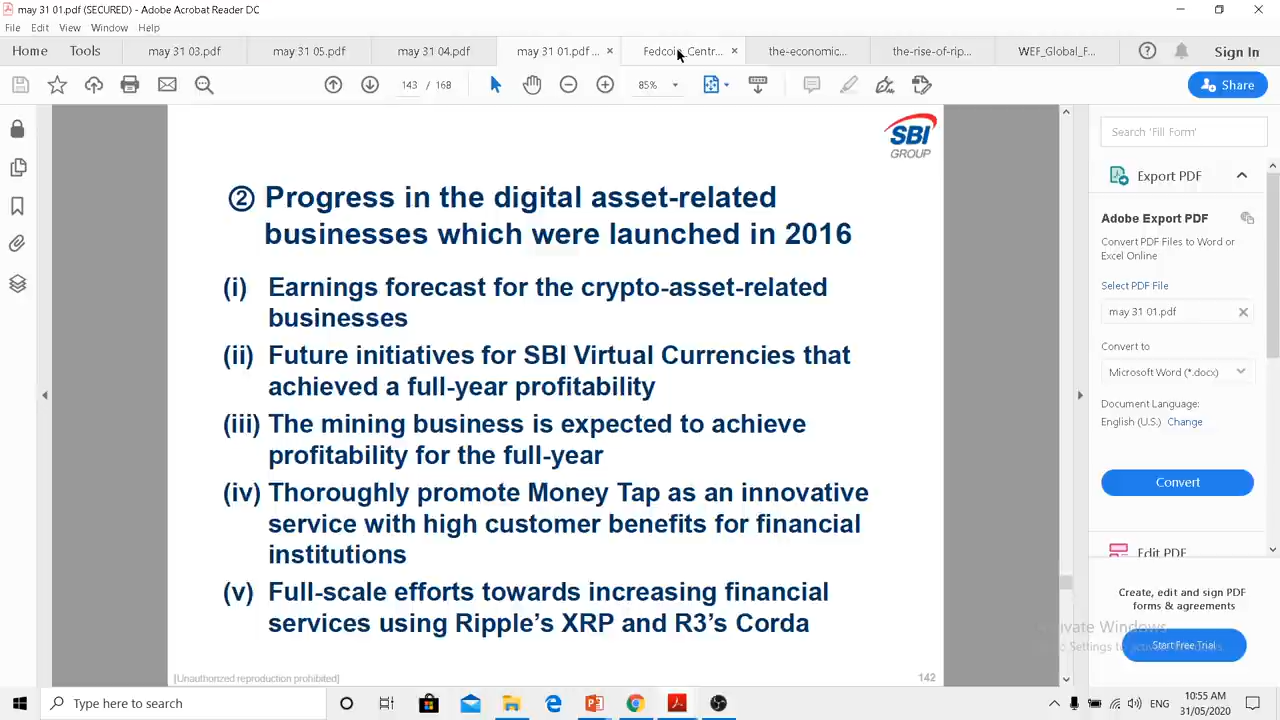 may 31 01.pdf (SECURED) - Adobe Acrobat Reader DC
File Edit View Window Help
Home Tools may 31 03.pdf may 31 05.pdf may 31 04.pdf may 31 01.pdf ... × Fedcoin_Centr... × the-economic... the-rise-of-rip... WEF_Global_F... Sign In
143 / 168 85% Share
SBI
GROUP
② Progress in the digital asset-related
businesses which were launched in 2016
(i) Earnings forecast for the crypto-asset-related
businesses
(ii) Future initiatives for SBI Virtual Currencies that
achieved a full-year profitability
(iii) The mining business is expected to achieve
profitability for the full-year
(iv) Thoroughly promote Money Tap as an innovative
service with high customer benefits for financial
institutions
(v) Full-scale efforts towards increasing financial
services using Ripple's XRP and R3's Corda
[Unauthorized reproduction prohibited] 142
Search 'Fill Form'
Export PDF
Adobe Export PDF
Convert PDF Files to Word or
Excel Online
Select PDF File
may 31 01.pdf
Convert to
Microsoft Word (*.docx)
Document Language:
English (U.S.) Change
Convert
Edit PDF
Create, edit and sign PDF
forms & agreements
Activate Windows
Start Free Trial
Type here to search
ENG
10:55 AM
31/05/2020